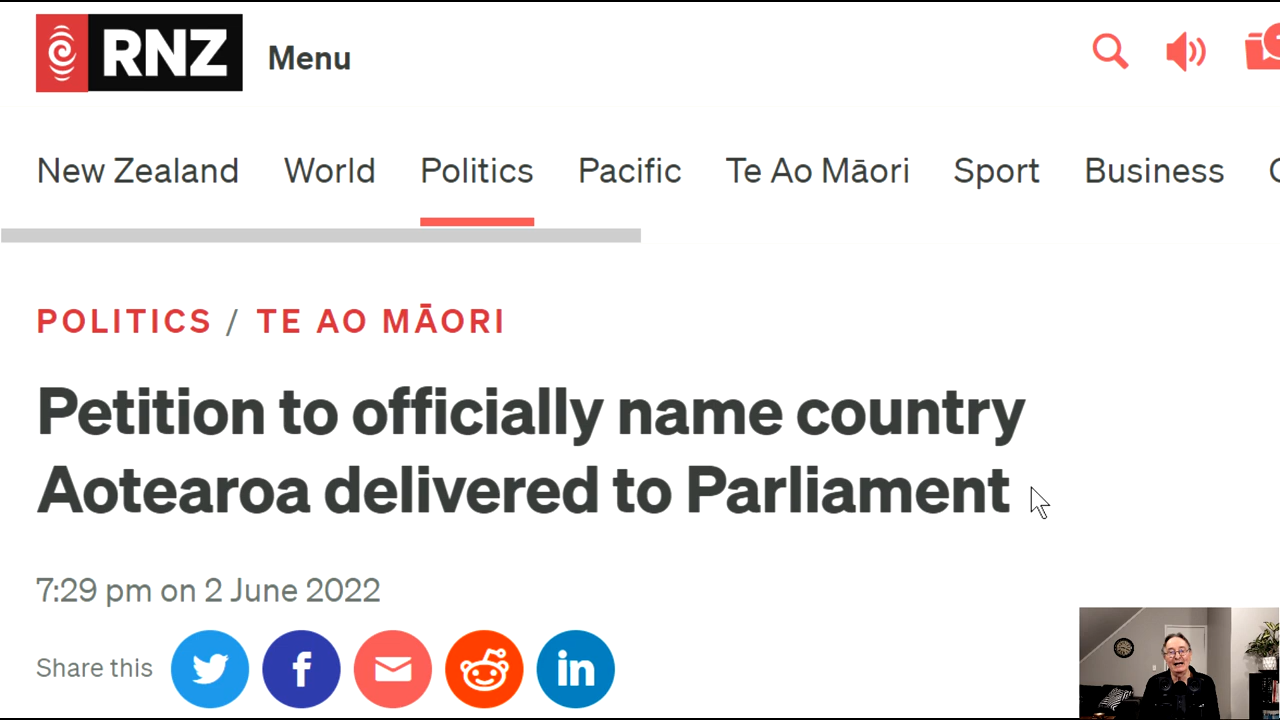 RNZ Menu
New Zealand World Politics Pacific Te Ao Māori Sport Business
POLITICS / TE AO MĀORI
Petition to officially name country
Aotearoa delivered to Parliament
7:29 pm on 2 June 2022
Share this f in